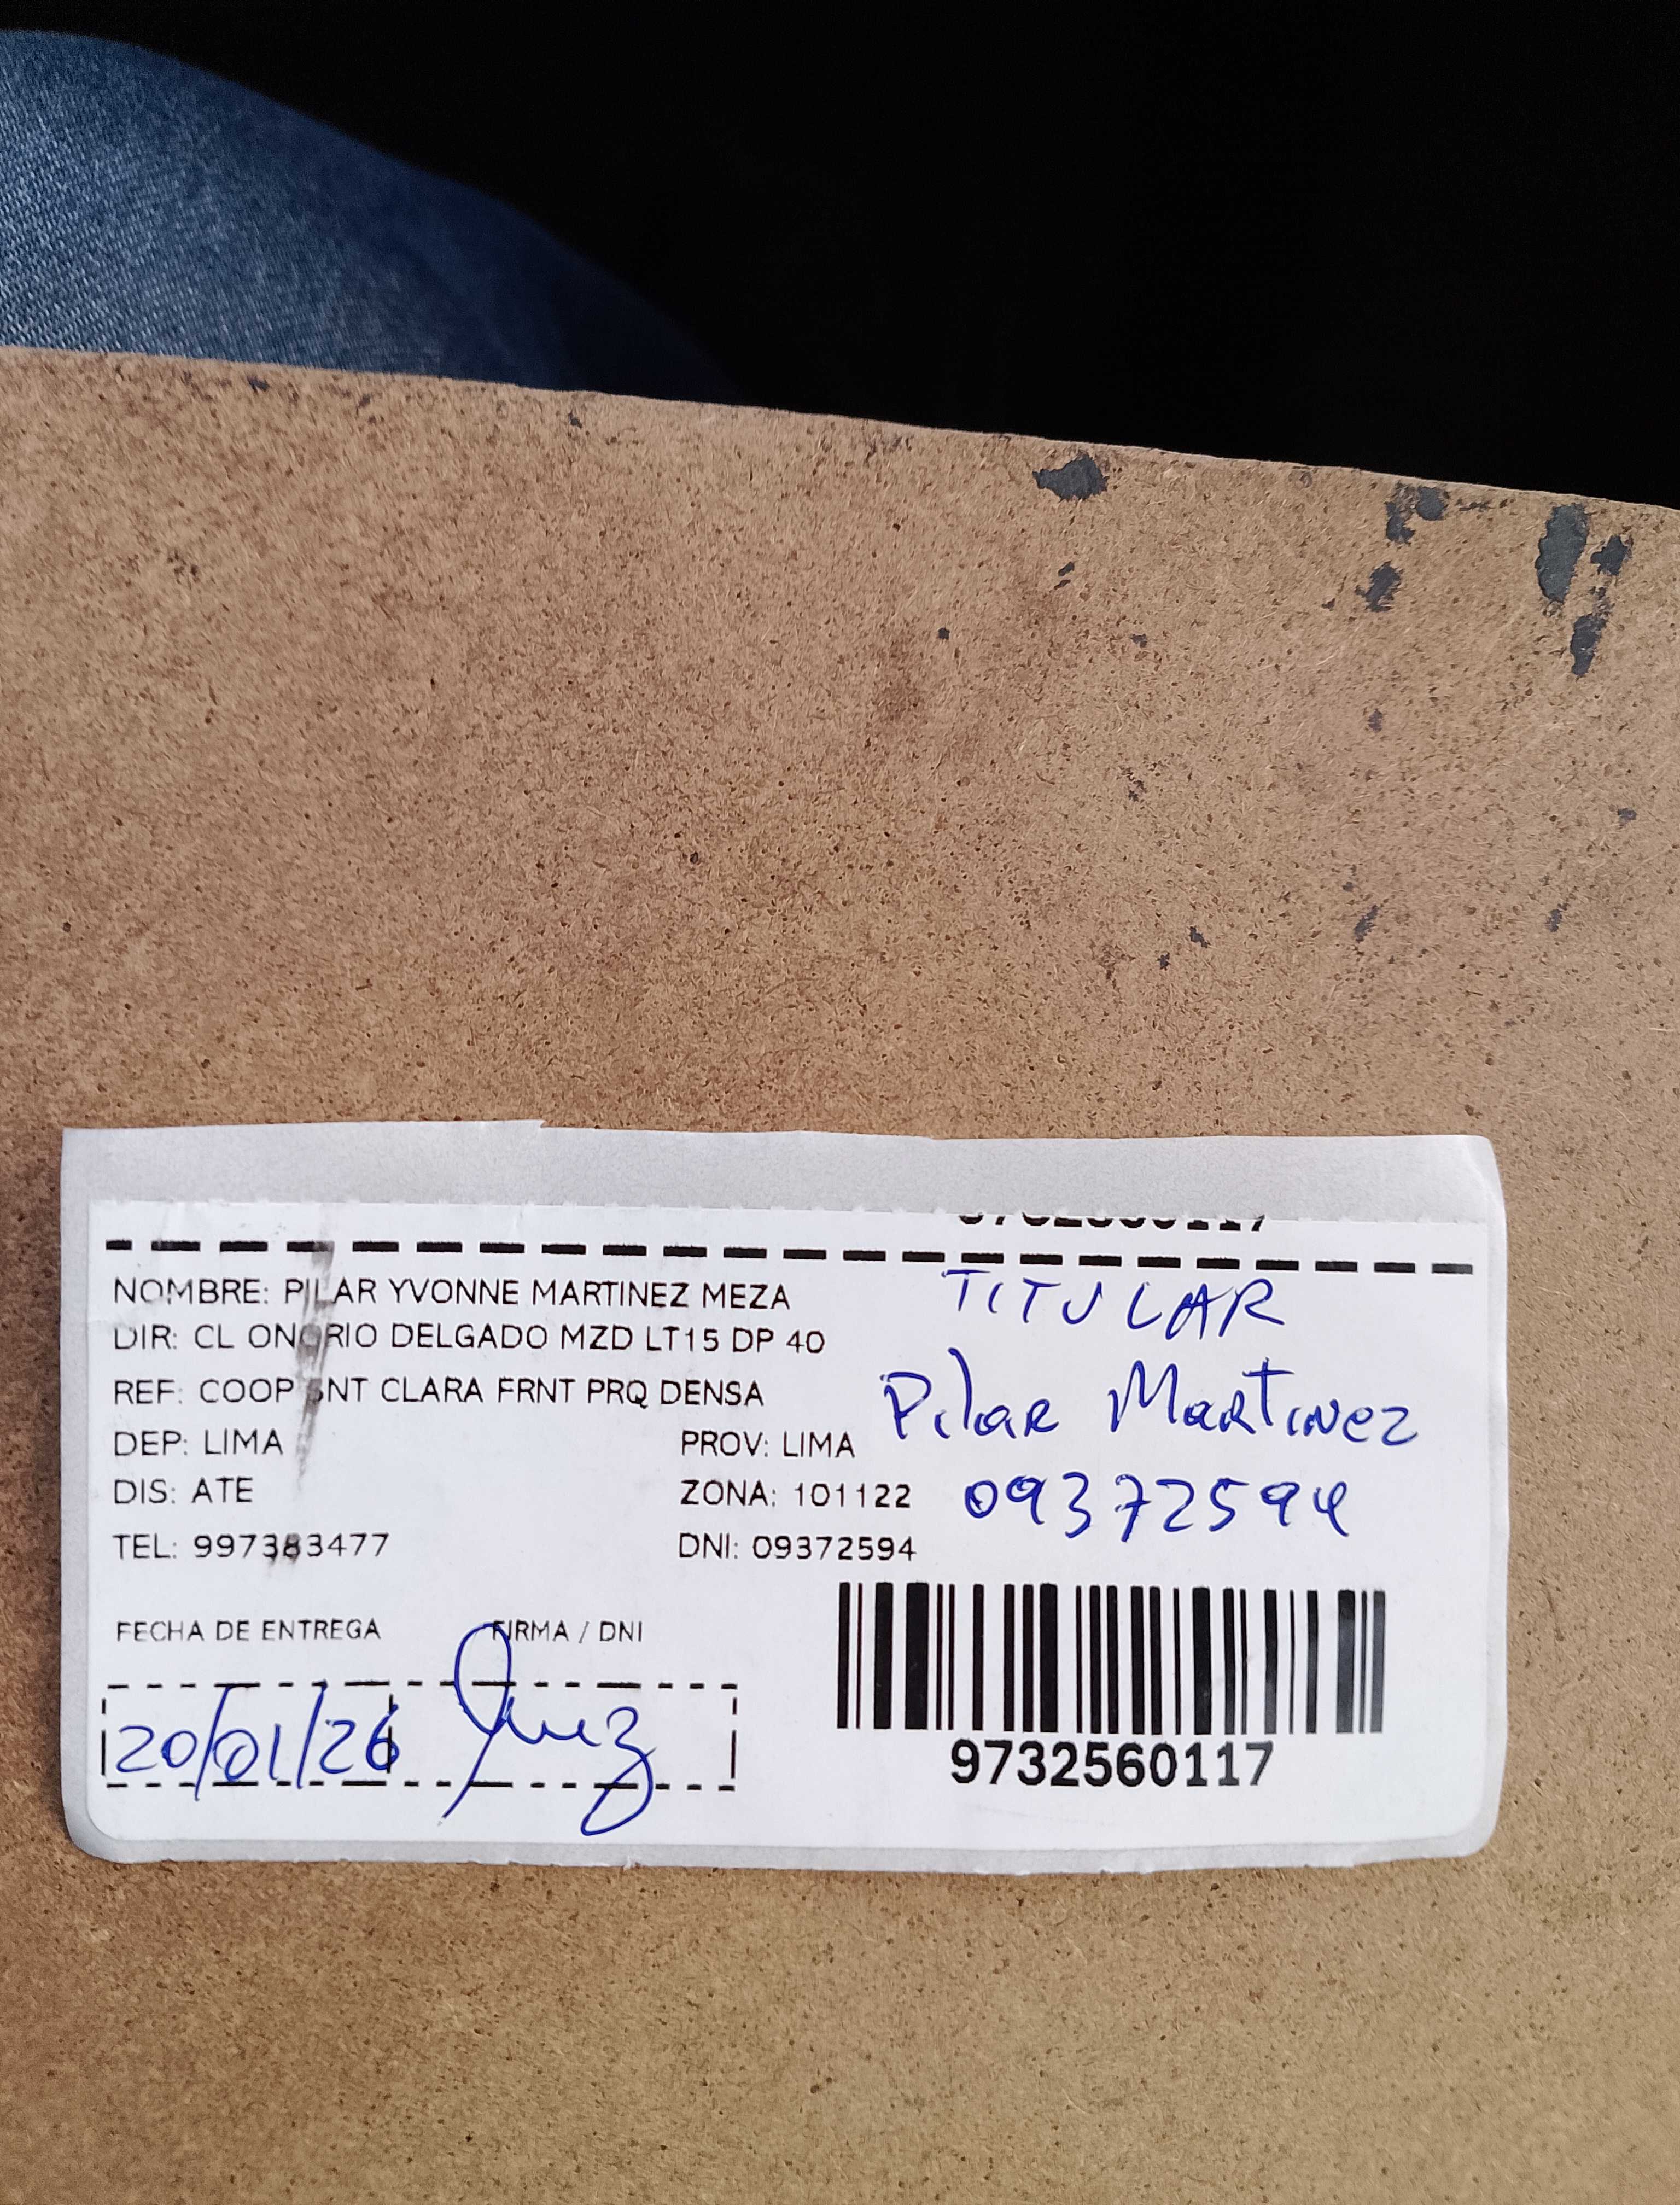 NOMBRE: PILAR YVONNE MARTINEZ MEZA
TITULAR
DIR: CL ONORIO DELGADO MZD LT15 DP 40
REF: COOP SNT CLARA FRNT PRQ DENSA
Pilar Martinez
DEP: LIMA PROV: LIMA
DIS: ATE ZONA: 101122
09372594
TEL: 997383477 DNI: 09372594
FECHA DE ENTREGA FIRMA / DNI
20/01/26
9732560117